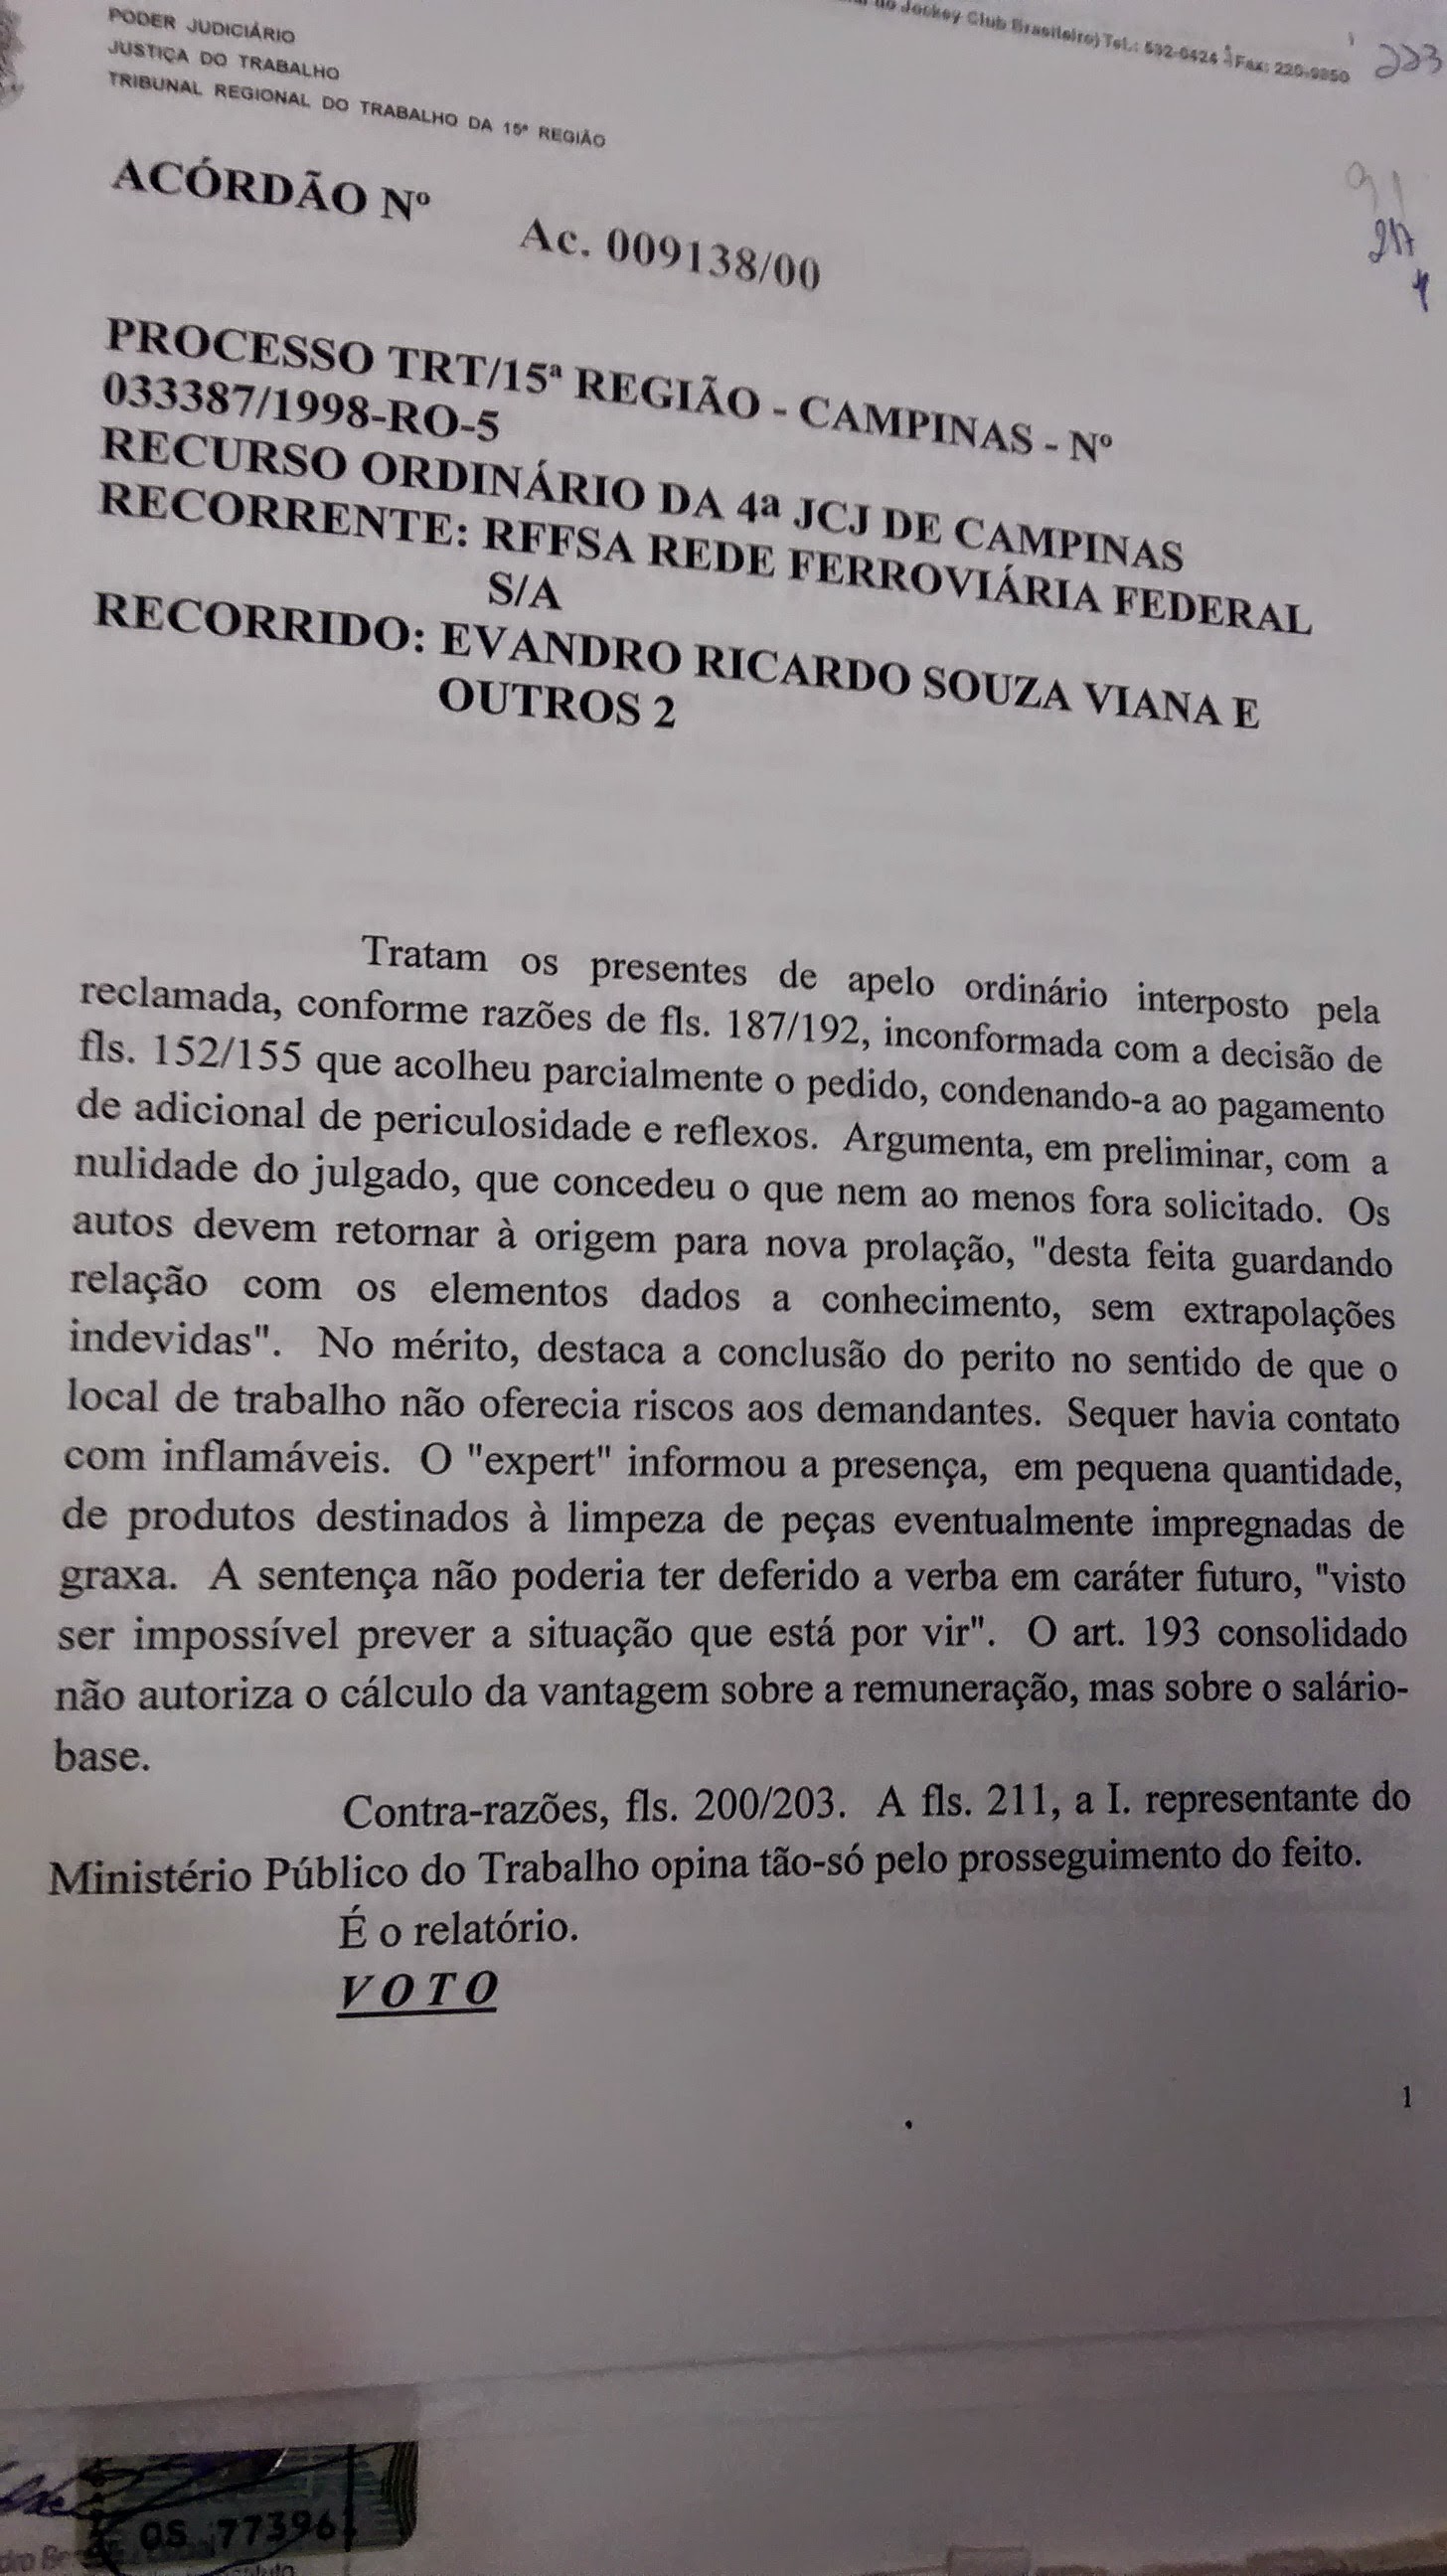 PODER JUDICIÁRIO
JUSTIÇA DO TRABALHO
TRIBUNAL REGIONAL DO TRABALHO DA 15ª REGIÃO
do Jockey Club Brasileiro) Tel.: 532-0424 Fax: 220-9850
223
217
ACÓRDÃO Nº
Ac. 009138/00
PROCESSO TRT/15ª REGIÃO - CAMPINAS - Nº
033387/1998-RO-5
RECURSO ORDINÁRIO DA 4ª JCJ DE CAMPINAS
RECORRENTE: RFFSA REDE FERROVIÁRIA FEDERAL
S/A
RECORRIDO: EVANDRO RICARDO SOUZA VIANA E
OUTROS 2
Tratam os presentes de apelo ordinário interposto pela
reclamada, conforme razões de fls. 187/192, inconformada com a decisão de
fls. 152/155 que acolheu parcialmente o pedido, condenando-a ao pagamento
de adicional de periculosidade e reflexos. Argumenta, em preliminar, com a
nulidade do julgado, que concedeu o que nem ao menos fora solicitado. Os
autos devem retornar à origem para nova prolação, "desta feita guardando
relação com os elementos dados a conhecimento, sem extrapolações
indevidas". No mérito, destaca a conclusão do perito no sentido de que o
local de trabalho não oferecia riscos aos demandantes. Sequer havia contato
com inflamáveis. O "expert" informou a presença, em pequena quantidade,
de produtos destinados à limpeza de peças eventualmente impregnadas de
graxa. A sentença não poderia ter deferido a verba em caráter futuro, "visto
ser impossível prever a situação que está por vir". O art. 193 consolidado
não autoriza o cálculo da vantagem sobre a remuneração, mas sobre o salário-
base.
Contra-razões, fls. 200/203. A fls. 211, a I. representante do
Ministério Público do Trabalho opina tão-só pelo prosseguimento do feito.
É o relatório.
V O T O
1
OS 77396